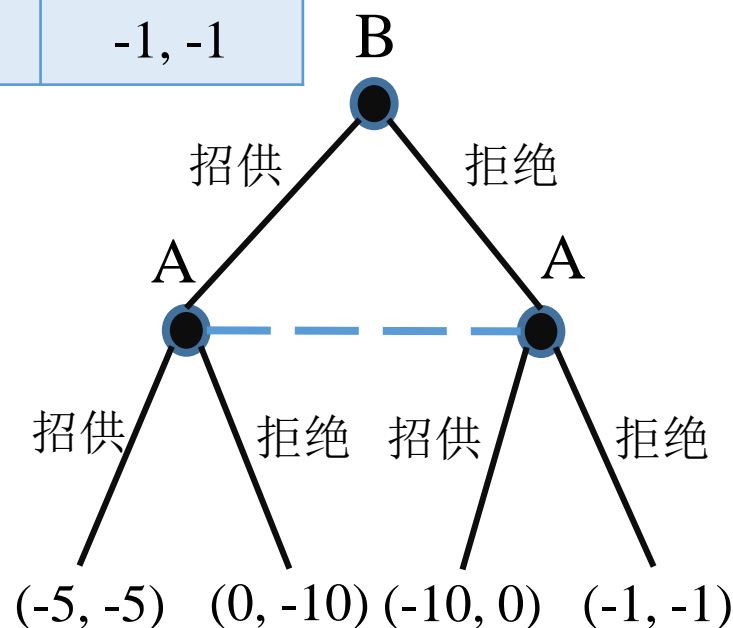 -1, -1
B
招供 拒绝
A A
招供 拒绝 招供 拒绝
(-5, -5) (0, -10) (-10, 0) (-1, -1)